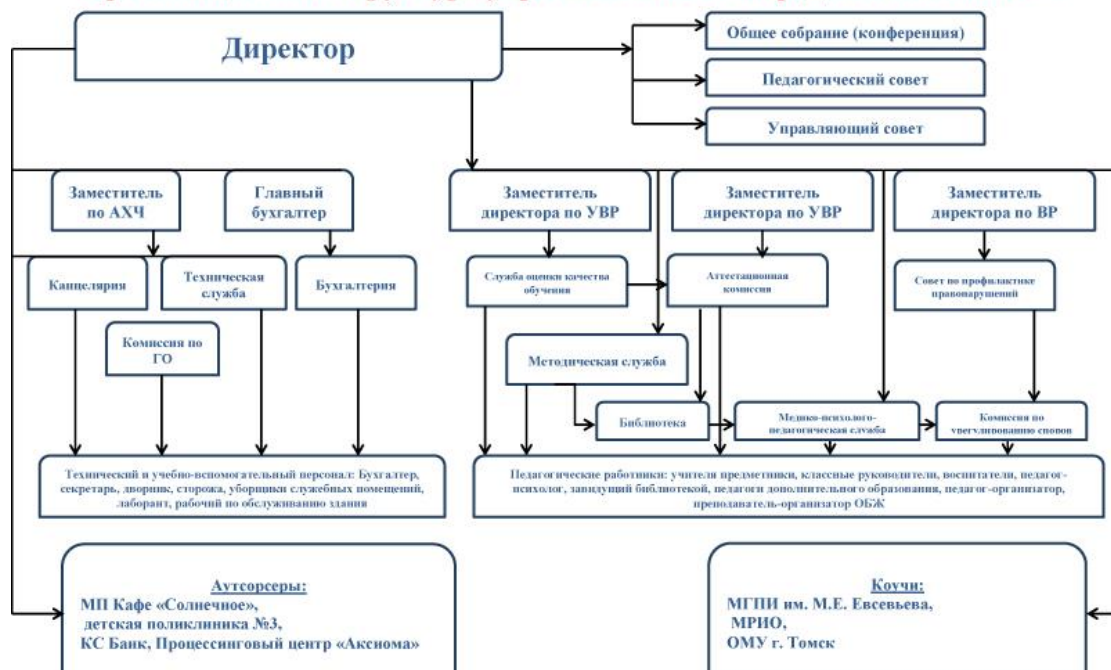 Директор
Общее собрание (конференция)
Педагогический совет
Управляющий совет
Заместитель
по АХЧ
Главный
бухгалтер
Заместитель
директора по УВР
Заместитель
директора по УВР
Заместитель
директора по ВР
Канцелярия
Техническая
служба
Бухгалтерия
Служба оценки качества
обучения
Аттестационная
комиссия
Совет по профилактике
правонарушений
Комиссия по
ГО
Методическая служба
Библиотека
Медико-психолого-
педагогическая служба
Комиссия по
урегулированию споров
Технический и учебно-вспомогательный персонал: Бухгалтер,
секретарь, дворник, сторожа, уборщики служебных помещений,
лаборант, рабочий по обслуживанию здания
Педагогические работники: учителя предметники, классные руководители, воспитатели, педагог-
психолог, завидущий библиотекой, педагоги дополнительного образования, педагог-организатор,
преподаватель-организатор ОБЖ
Аутсорсеры:
МП Кафе «Солнечное»,
детская поликлиника №3,
КС Банк, Процессинговый центр «Аксиома»
Коучи:
МГПИ им. М.Е. Евсевьева,
МРИО,
ОМУ г. Томск